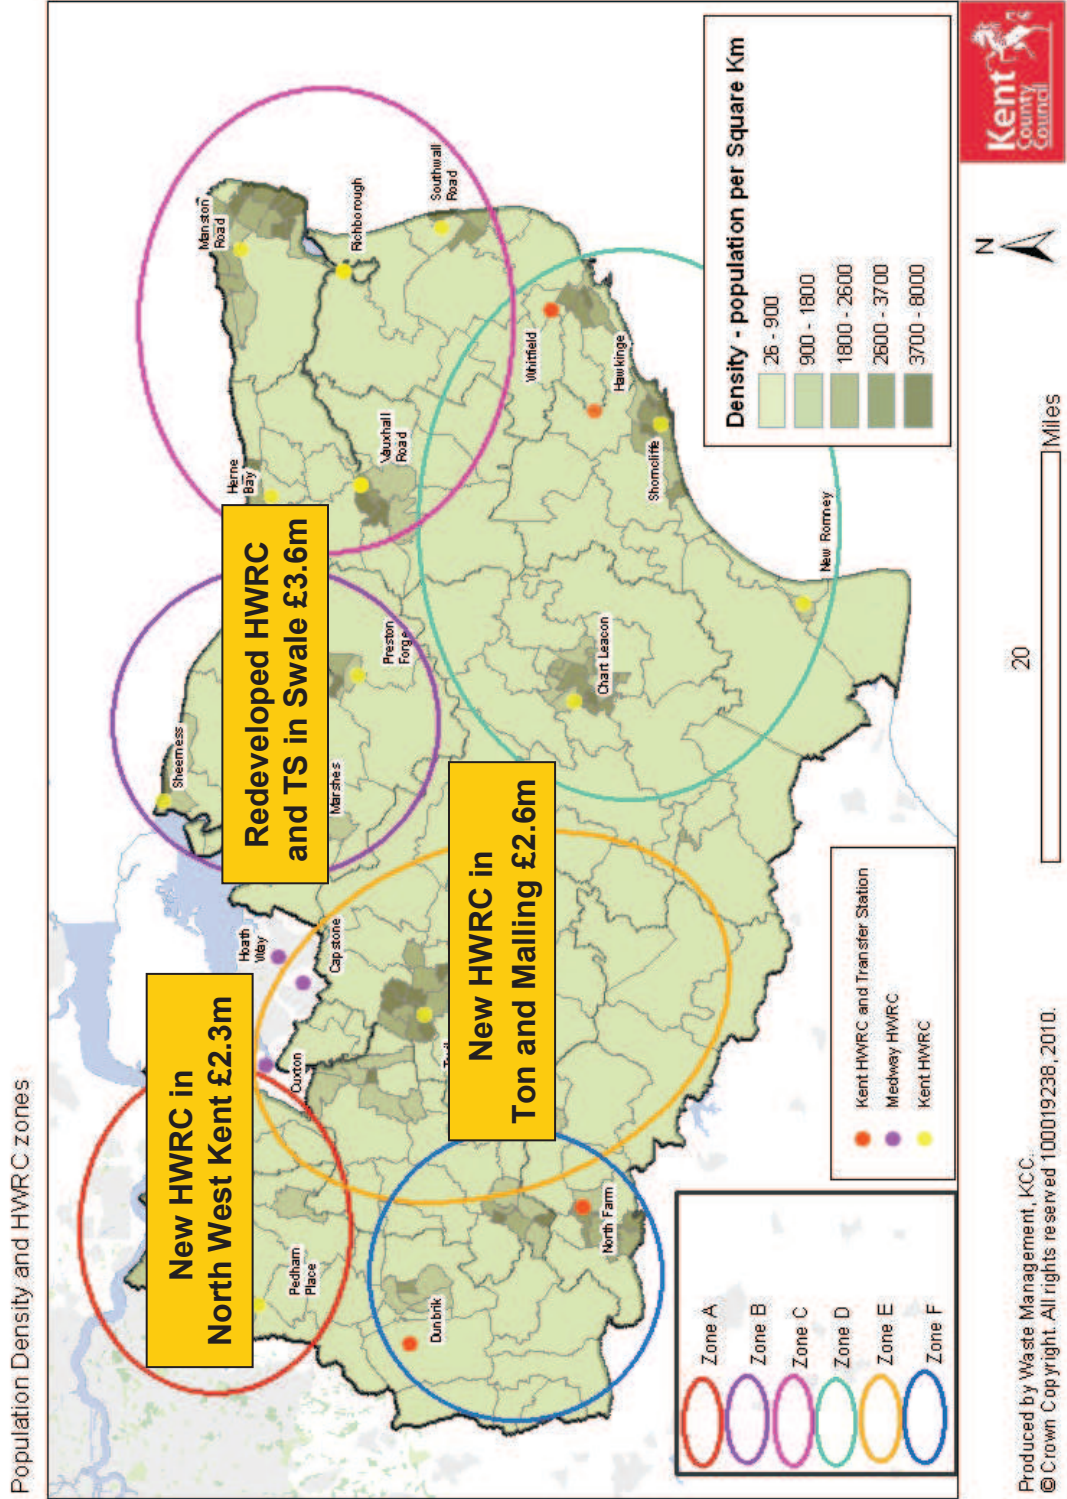 Population Density and HWRC zones
Manston
Road
Richborough
Southwall
Road
Herne
Bay
Vauxhall
Road
Whitfield
Hawkinge
Shorncliffe
New Romney
Chart Leacon
Preston
Forge
Sheerness
Marshes
Hoath
Way
Capstone
Cuxton
Pedham
Place
Dunbrik
North Farm
Redeveloped HWRC
and TS in Swale £3.6m
New HWRC in
Ton and Malling £2.6m
New HWRC in
North West Kent £2.3m
Density - population per Square Km
26 - 900
900 - 1800
1800 - 2600
2600 - 3700
3700 - 8000
Kent HWRC and Transfer Station
Medway HWRC
Kent HWRC
Zone A
Zone B
Zone C
Zone D
Zone E
Zone F
Produced by Waste Management, KCC.
© Crown Copyright. All rights reserved 100019238, 2010.
20
Miles
N
Kent
County
Council